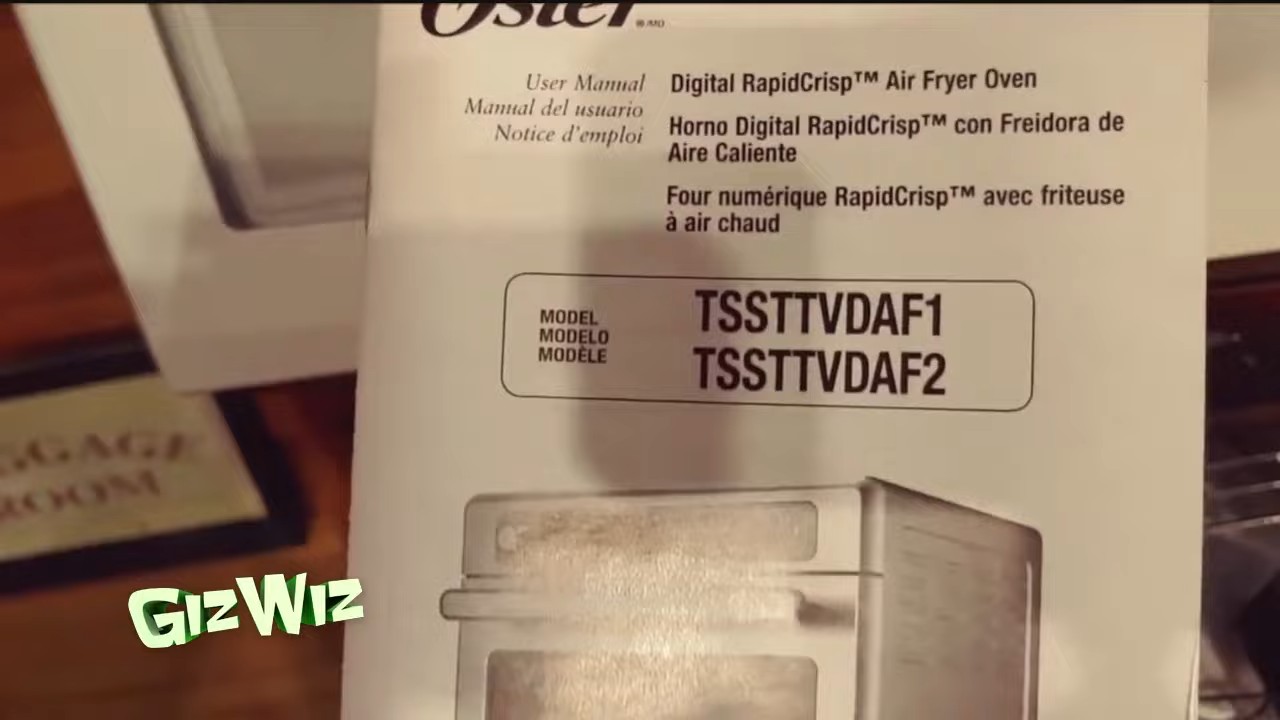 Oster
® /MD
User Manual
Manual del usuario
Notice d'emploi
Digital RapidCrisp™ Air Fryer Oven
Horno Digital RapidCrisp™ con Freidora de
Aire Caliente
Four numérique RapidCrisp™ avec friteuse
à air chaud
MODEL
MODELO
MODÈLE
TSSTTVDAF1
TSSTTVDAF2
GGAGE
ROOM
GIZWIZ